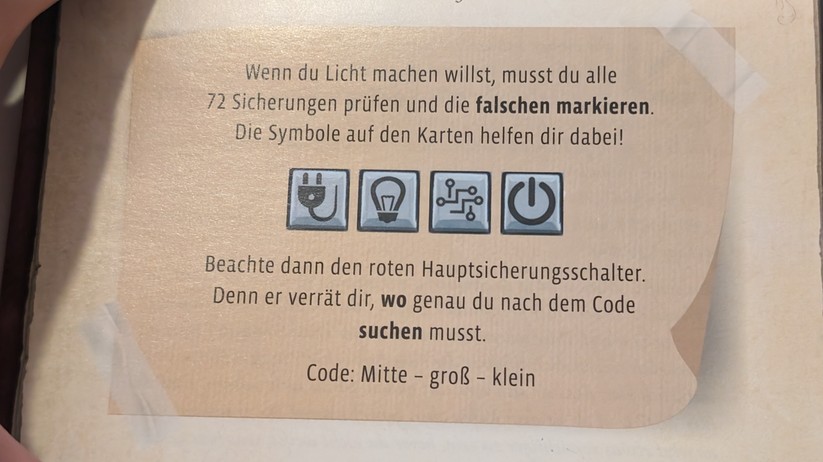 Wenn du Licht machen willst, musst du alle
72 Sicherungen prüfen und die falschen markieren.
Die Symbole auf den Karten helfen dir dabei!
Beachte dann den roten Hauptsicherungsschalter.
Denn er verrät dir, wo genau du nach dem Code
suchen musst.
Code: Mitte – groß – klein